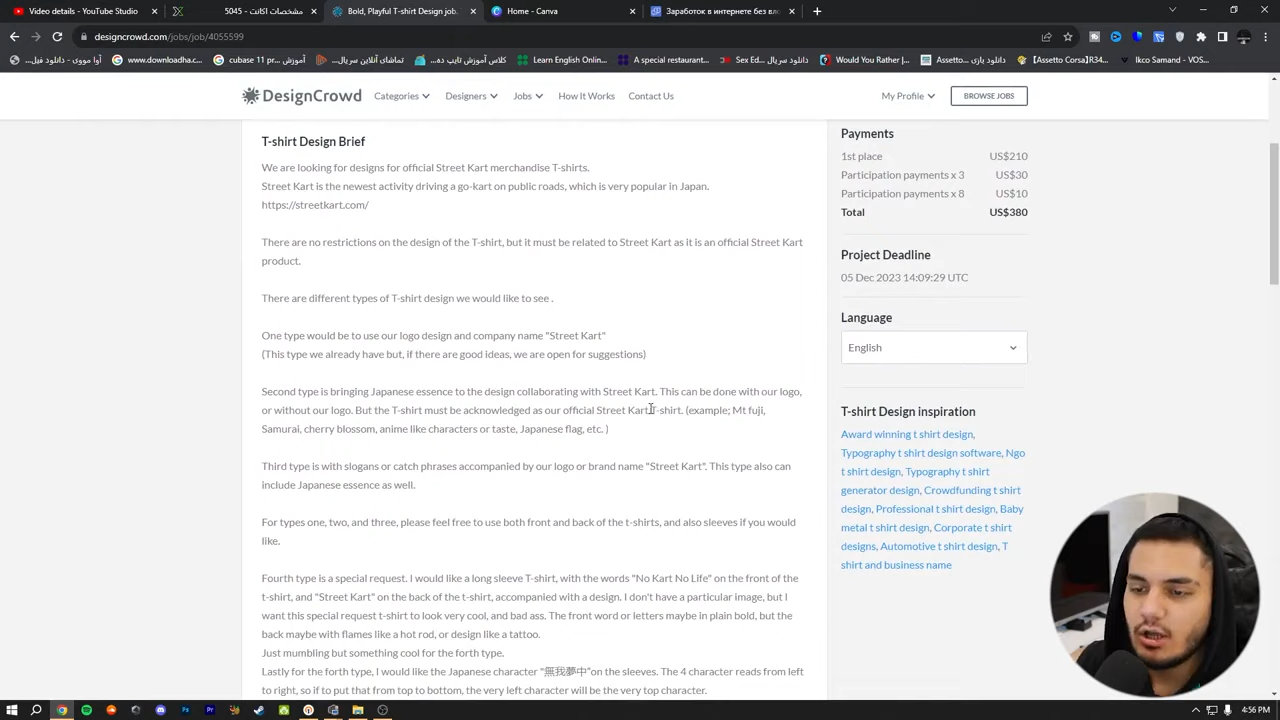 Video details - YouTube Studio
5045 - مشخصات اکانت
Bold, Playful T-shirt Design job.
Home - Canva
Заработок в интернете без вло
designcrowd.com/jobs/job/4055599
آوا مووی - دانلود فیل...
www.downloadha.c...
آموزش cubase 11 pr...
تماشای آنلاین سریال...
کلاس آموزش تایپ ده...
Learn English Onlin...
A special restaurant...
دانلود سریال Sex Ed...
Would You Rather |...
دانلود بازی Assetto...
[Assetto Corsa]R34...
Ikco Samand - VOS...
DesignCrowd
Categories
Designers
Jobs
How It Works
Contact Us
My Profile
BROWSE JOBS
T-shirt Design Brief
We are looking for designs for official Street Kart merchandise T-shirts.
Street Kart is the newest activity driving a go-kart on public roads, which is very popular in Japan.
https://streetkart.com/
There are no restrictions on the design of the T-shirt, but it must be related to Street Kart as it is an official Street Kart
product.
There are different types of T-shirt design we would like to see .
One type would be to use our logo design and company name "Street Kart"
(This type we already have but, if there are good ideas, we are open for suggestions)
Second type is bringing Japanese essence to the design collaborating with Street Kart. This can be done with our logo,
or without our logo. But the T-shirt must be acknowledged as our official Street Kart T-shirt. (example; Mt fuji,
Samurai, cherry blossom, anime like characters or taste, Japanese flag, etc. )
Third type is with slogans or catch phrases accompanied by our logo or brand name "Street Kart". This type also can
include Japanese essence as well.
For types one, two, and three, please feel free to use both front and back of the t-shirts, and also sleeves if you would
like.
Fourth type is a special request. I would like a long sleeve T-shirt, with the words "No Kart No Life" on the front of the
t-shirt, and "Street Kart" on the back of the t-shirt, accompanied with a design. I don't have a particular image, but I
want this special request t-shirt to look very cool, and bad ass. The front word or letters maybe in plain bold, but the
back maybe with flames like a hot rod, or design like a tattoo.
Just mumbling but something cool for the forth type.
Lastly for the forth type, I would like the Japanese character "無我夢中"on the sleeves. The 4 character reads from left
to right, so if to put that from top to bottom, the very left character will be the very top character.
Payments
1st place US$210
Participation payments x 3 US$30
Participation payments x 8 US$10
Total US$380
Project Deadline
05 Dec 2023 14:09:29 UTC
Language
English
T-shirt Design inspiration
Award winning t shirt design,
Typography t shirt design software, Ngo
t shirt design, Typography t shirt
generator design, Crowdfunding t shirt
design, Professional t shirt design, Baby
metal t shirt design, Corporate t shirt
designs, Automotive t shirt design, T
shirt and business name
4:56 PM